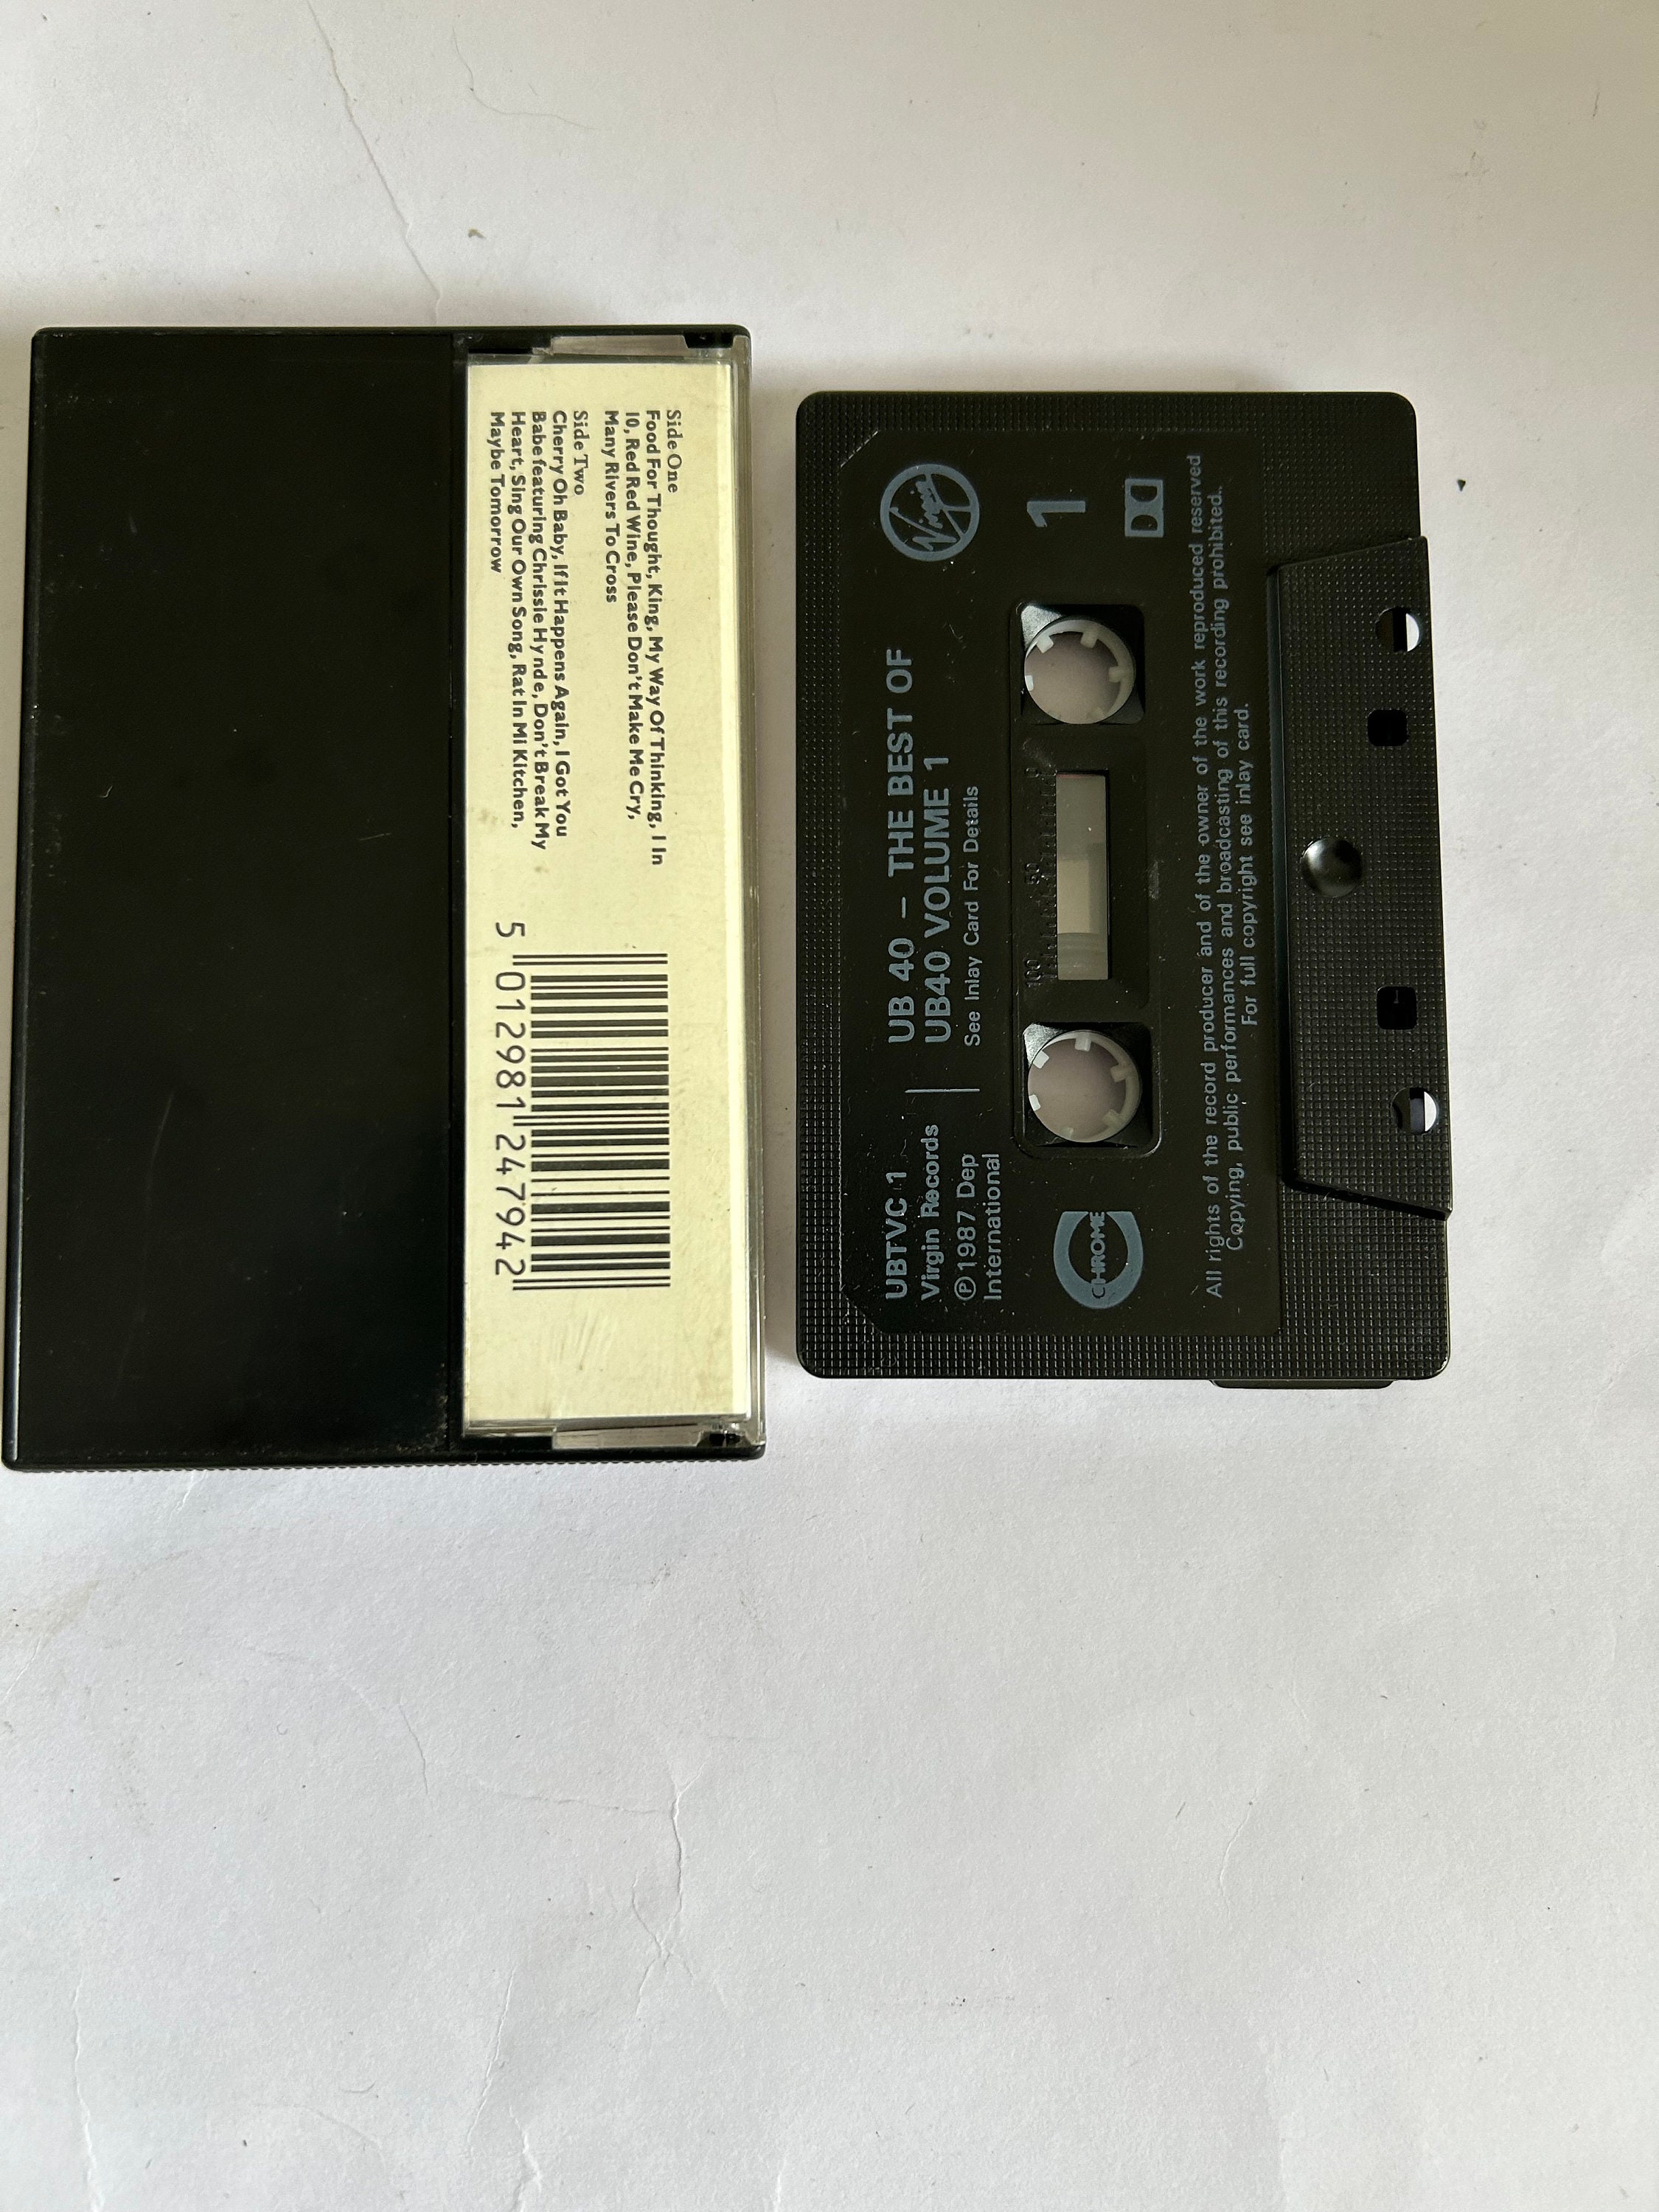 Side One
Food For Thought, King, My Way Of Thinking, I In
10, Red Red Wine, Please Don't Make Me Cry,
Many Rivers To Cross
Side Two
Cherry Oh Baby, If It Happens Again, I Got You
Babe featuring Chrissie Hynde, Don't Break My
Heart, Sing Our Own Song, Rat In Mi Kitchen,
Maybe Tomorrow
5 012981 247942
Virgin
1
UB 40 – THE BEST OF
UB40 VOLUME 1
See Inlay Card For Details
UBTVC 1
Virgin Records
Ⓟ 1987 Dep
International
100 50 0
CHROME
All rights of the record producer and of the owner of the work reproduced reserved
Copying, public performances and broadcasting of this recording prohibited.
For full copyright see inlay card.